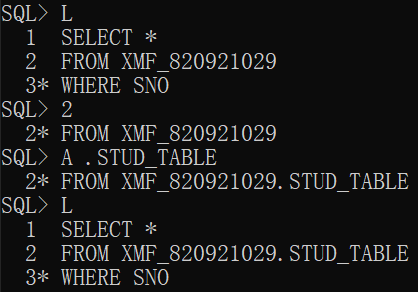 SQL> L
  1  SELECT *
  2  FROM XMF_820921029
  3* WHERE SNO
SQL> 2
  2* FROM XMF_820921029
SQL> A .STUD_TABLE
  2* FROM XMF_820921029.STUD_TABLE
SQL> L
  1  SELECT *
  2  FROM XMF_820921029.STUD_TABLE
  3* WHERE SNO